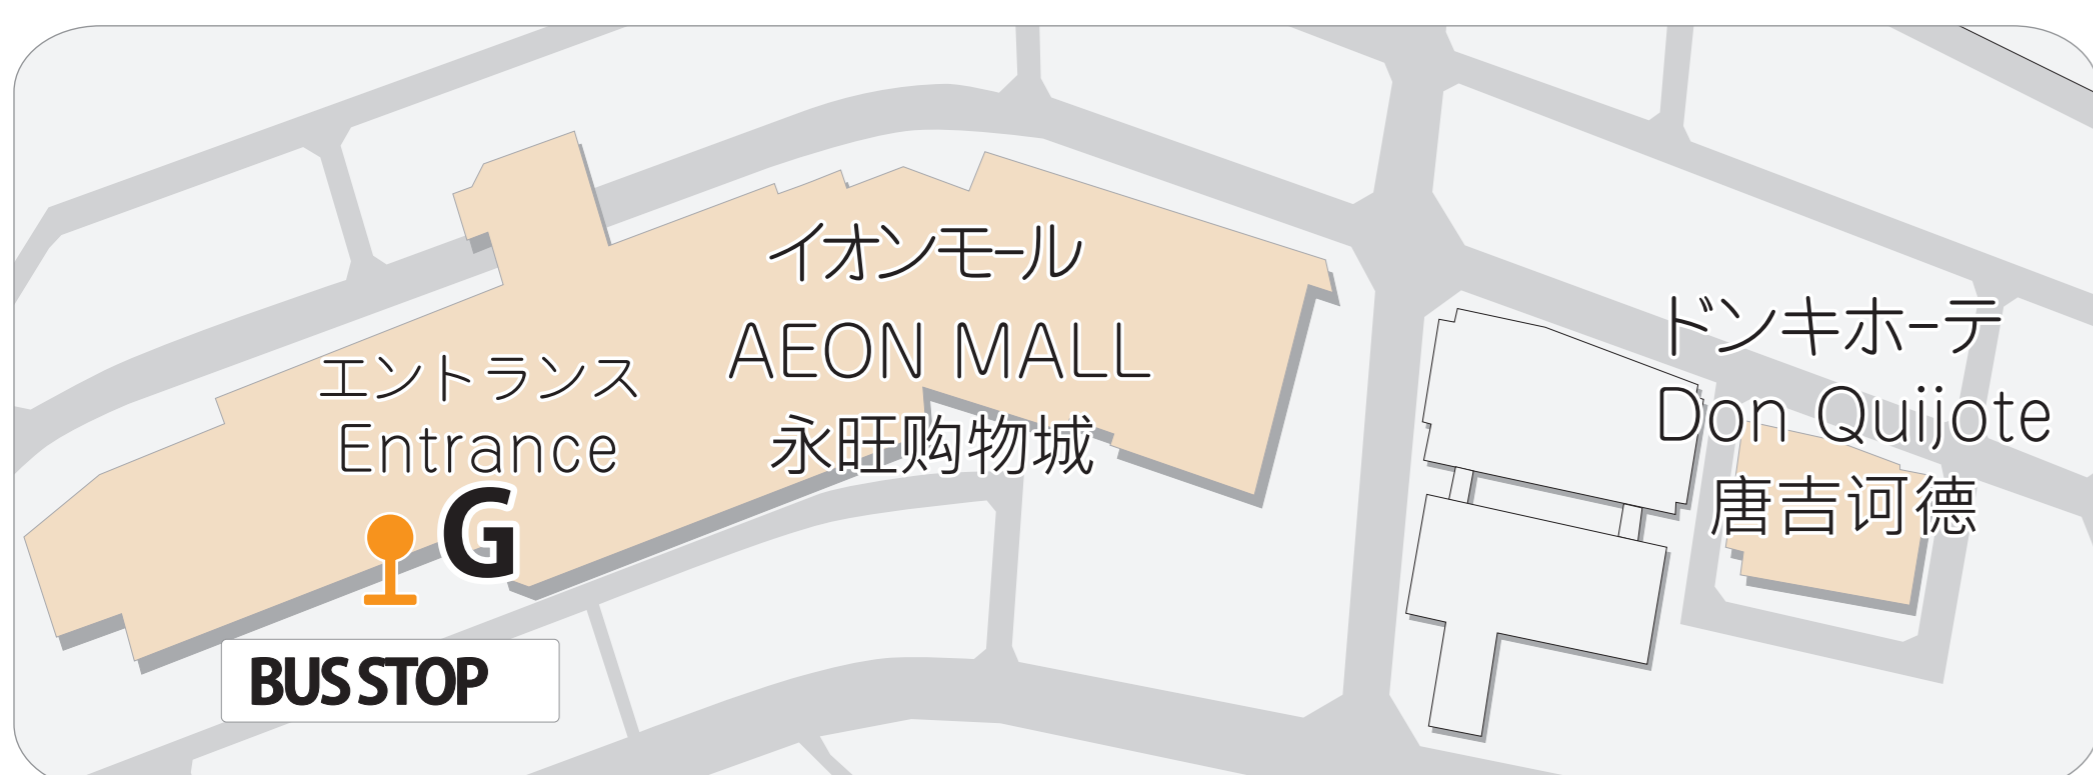 イオンモール
AEON MALL
永旺购物城
エントランス
Entrance
G
BUS STOP
ドンキホーテ
Don Quijote
唐吉诃德